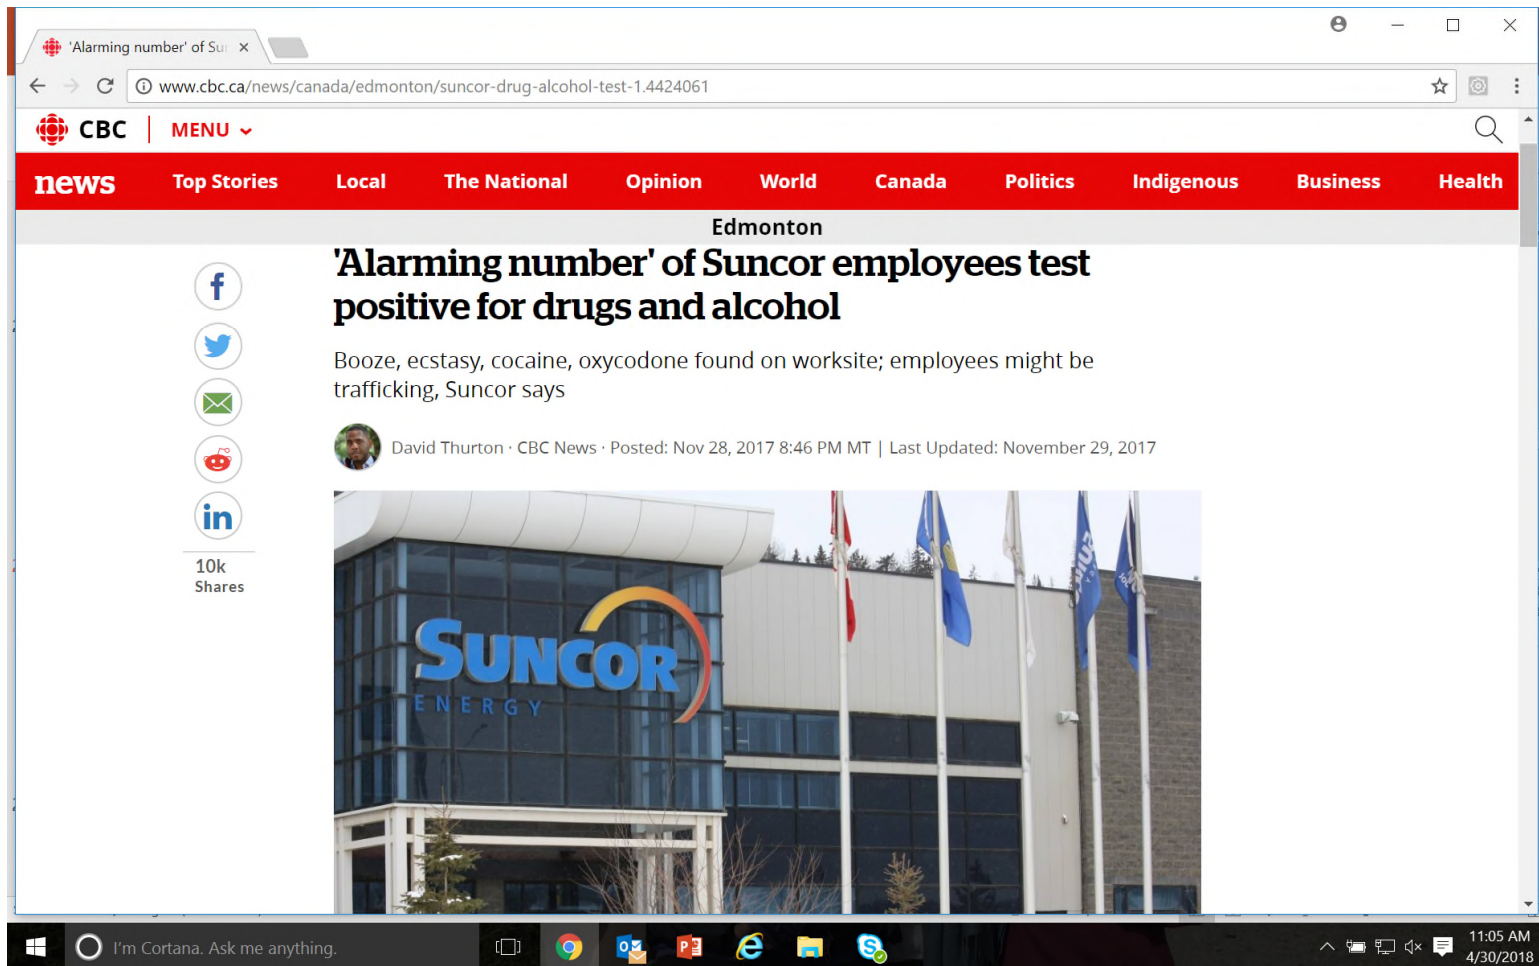 'Alarming number' of Su
www.cbc.ca/news/canada/edmonton/suncor-drug-alcohol-test-1.4424061
CBC MENU
news Top Stories Local The National Opinion World Canada Politics Indigenous Business Health
Edmonton
'Alarming number' of Suncor employees test
positive for drugs and alcohol
Booze, ecstasy, cocaine, oxycodone found on worksite; employees might be
trafficking, Suncor says
David Thurton · CBC News · Posted: Nov 28, 2017 8:46 PM MT | Last Updated: November 29, 2017
10k
Shares
SUNCOR
ENERGY
I'm Cortana. Ask me anything.
11:05 AM
4/30/2018